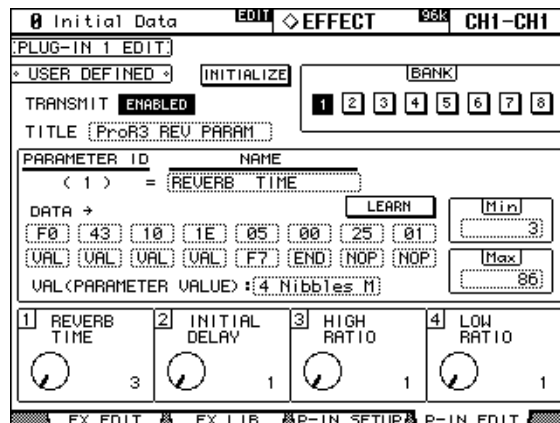 0 Initial Data EDIT ◇EFFECT 96k CH1-CH1
PLUG-IN 1 EDIT
USER DEFINED INITIALIZE BANK
TRANSMIT ENABLED 1 2 3 4 5 6 7 8
TITLE ProR3 REV PARAM
PARAMETER ID NAME
( 1 ) = REVERB TIME
DATA → LEARN Min
F0 43 10 1E 05 00 25 01 3
VAL VAL VAL VAL F7 END NOP NOP Max
VAL(PARAMETER VALUE): 4 Nibbles M 86
1 REVERB TIME 3
2 INITIAL DELAY 1
3 HIGH RATIO 1
4 LOW RATIO 1
FX EDIT FX LIB P-IN SETUP P-IN EDIT